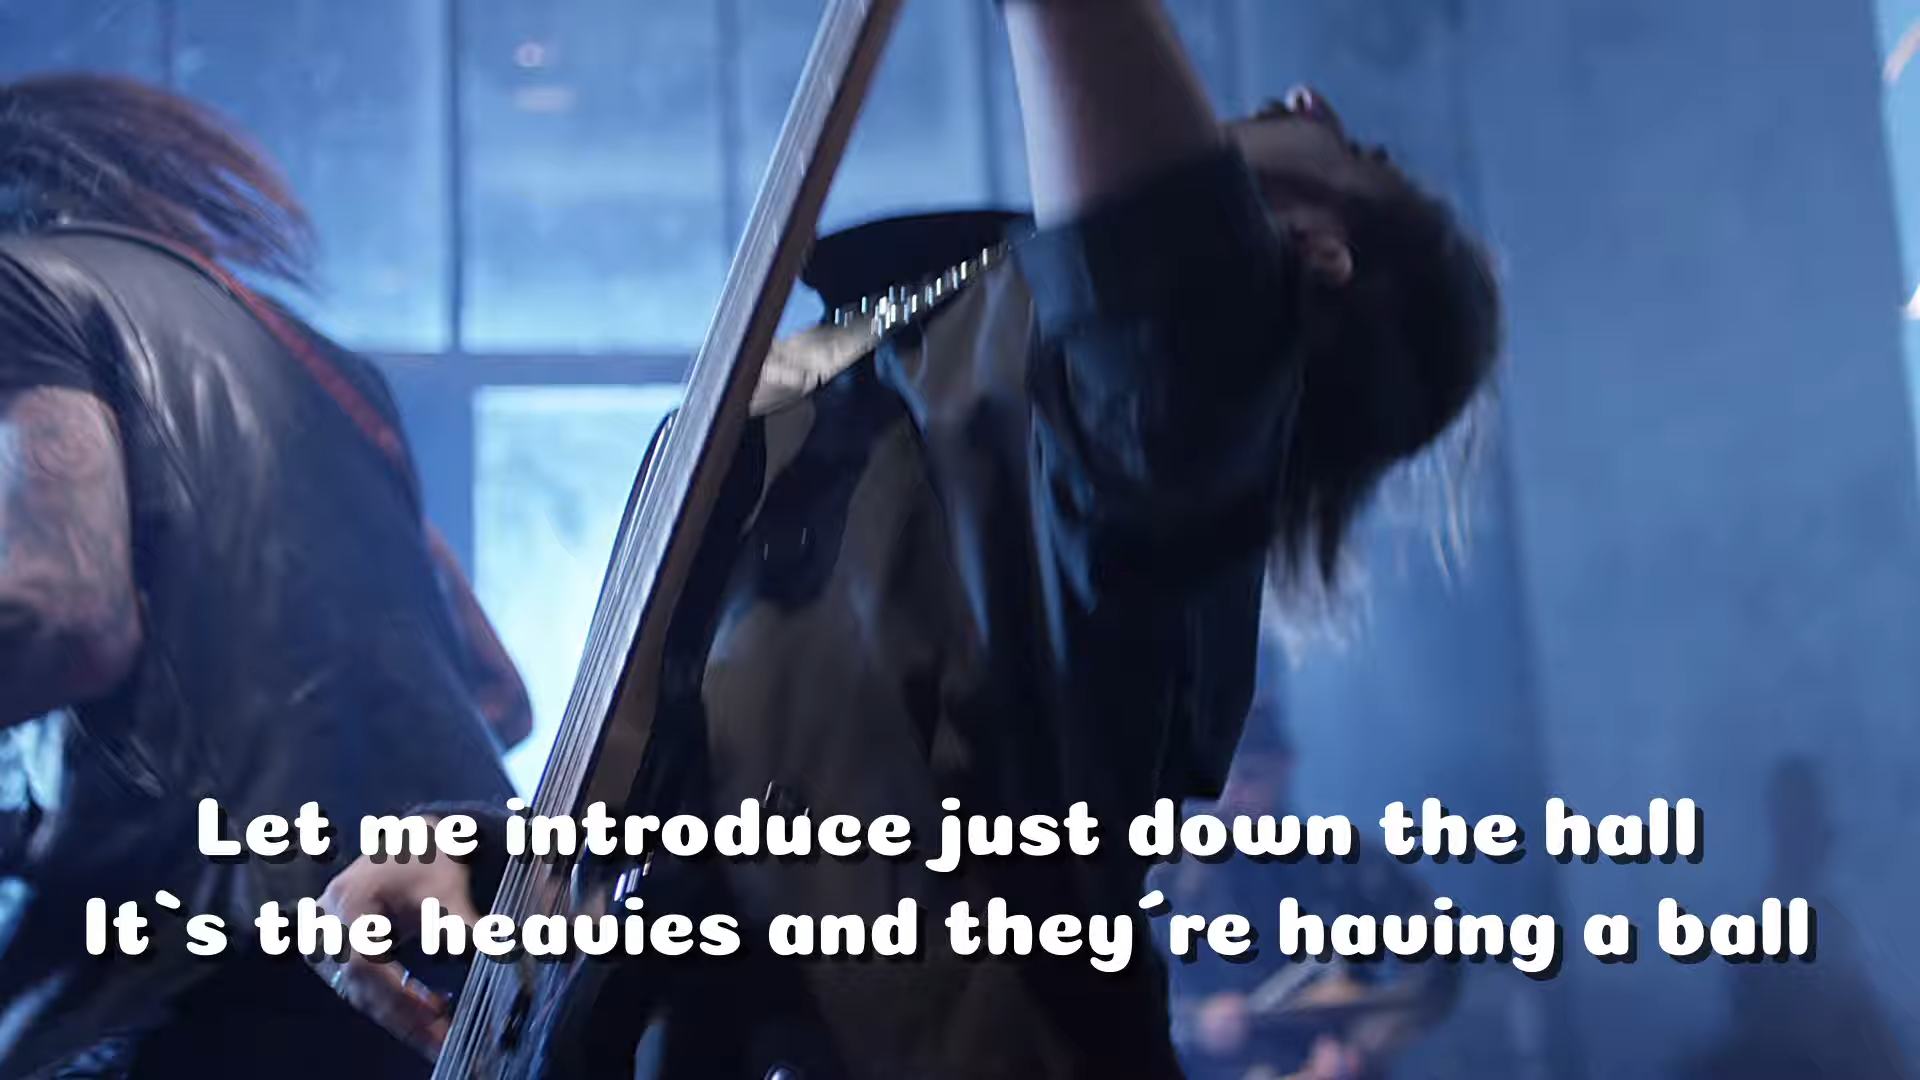 Let me introduce just down the hall
It`s the heavies and they´re having a ball